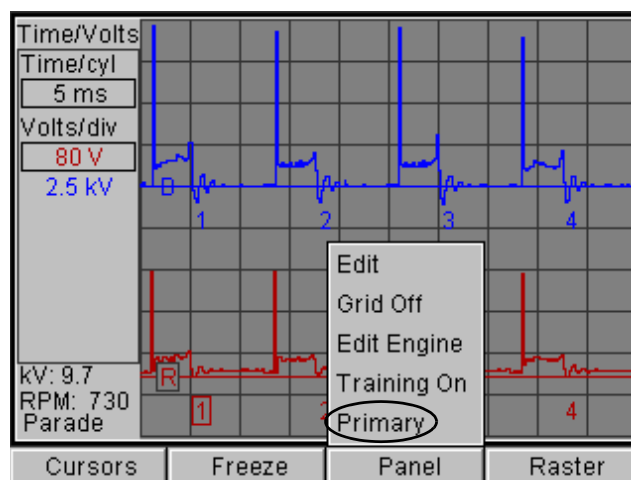 Time/Volts
Time/cyl
5 ms
Volts/div
80 V
2.5 kV
B
1 2 3 4
Edit
Grid Off
Edit Engine
Training On
Primary
kV: 9.7
RPM: 730
Parade
R
1 4
Cursors Freeze Panel Raster